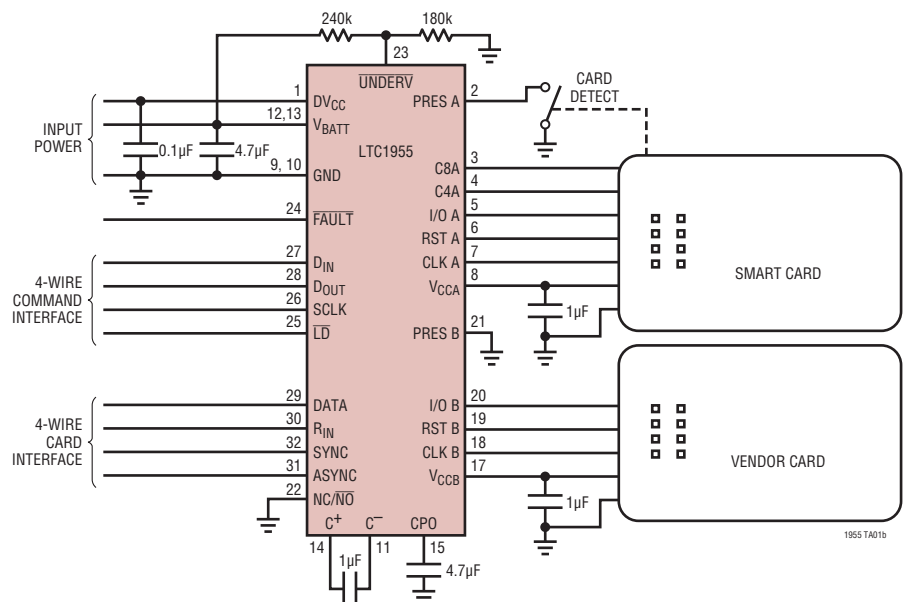 240k
180k
23
UNDERV
1
DVCC
PRES A
2
CARD
DETECT
12,13
VBATT
INPUT
POWER
0.1µF
4.7µF
LTC1955
9, 10
GND
3
C8A
4
C4A
24
FAULT
5
I/O A
6
RST A
7
CLK A
8
VCCA
SMART CARD
1µF
27
DIN
28
DOUT
26
SCLK
25
LD
4-WIRE
COMMAND
INTERFACE
PRES B
21
29
DATA
30
RIN
32
SYNC
31
ASYNC
4-WIRE
CARD
INTERFACE
20
I/O B
19
RST B
18
CLK B
17
VCCB
VENDOR CARD
1µF
22
NC/NO
C+
C–
CPO
14
1µF
11
15
4.7µF
1955 TA01b